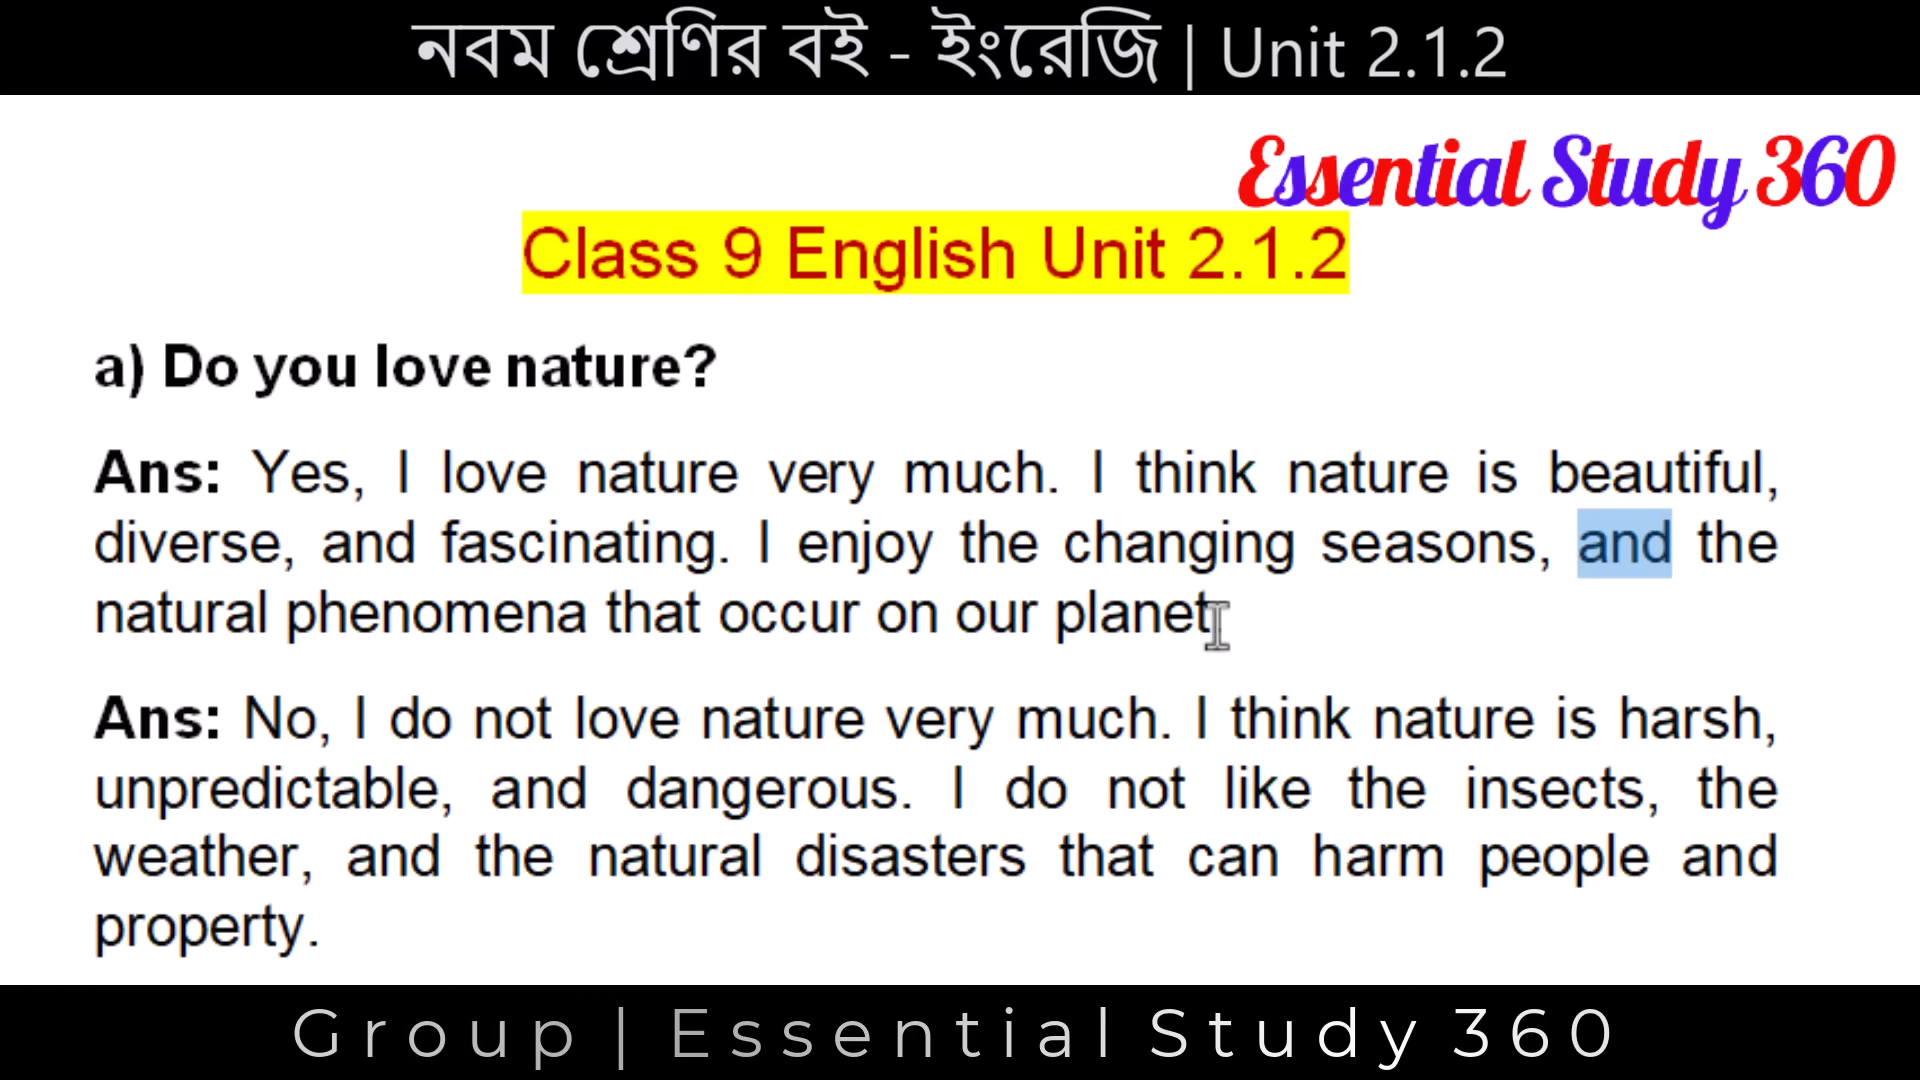 নবম শ্রেণির বই - ইংরেজি | Unit 2.1.2
Essential Study 360
Class 9 English Unit 2.1.2
a) Do you love nature?
Ans: Yes, I love nature very much. I think nature is beautiful,
diverse, and fascinating. I enjoy the changing seasons, and the
natural phenomena that occur on our planet.
Ans: No, I do not love nature very much. I think nature is harsh,
unpredictable, and dangerous. I do not like the insects, the
weather, and the natural disasters that can harm people and
property.
Group | Essential Study 360